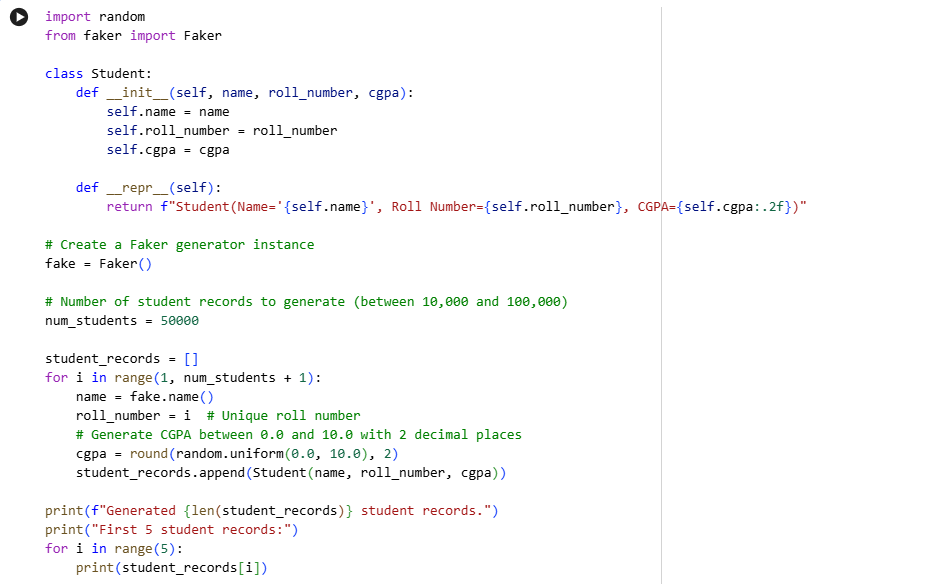 import random
from faker import Faker
class Student:
    def __init__(self, name, roll_number, cgpa):
        self.name = name
        self.roll_number = roll_number
        self.cgpa = cgpa
    def __repr__(self):
        return f"Student(Name='{self.name}', Roll Number={self.roll_number}, CGPA={self.cgpa:.2f})"
# Create a Faker generator instance
fake = Faker()
# Number of student records to generate (between 10,000 and 100,000)
num_students = 50000
student_records = []
for i in range(1, num_students + 1):
    name = fake.name()
    roll_number = i  # Unique roll number
    # Generate CGPA between 0.0 and 10.0 with 2 decimal places
    cgpa = round(random.uniform(0.0, 10.0), 2)
    student_records.append(Student(name, roll_number, cgpa))
print(f"Generated {len(student_records)} student records.")
print("First 5 student records:")
for i in range(5):
    print(student_records[i])